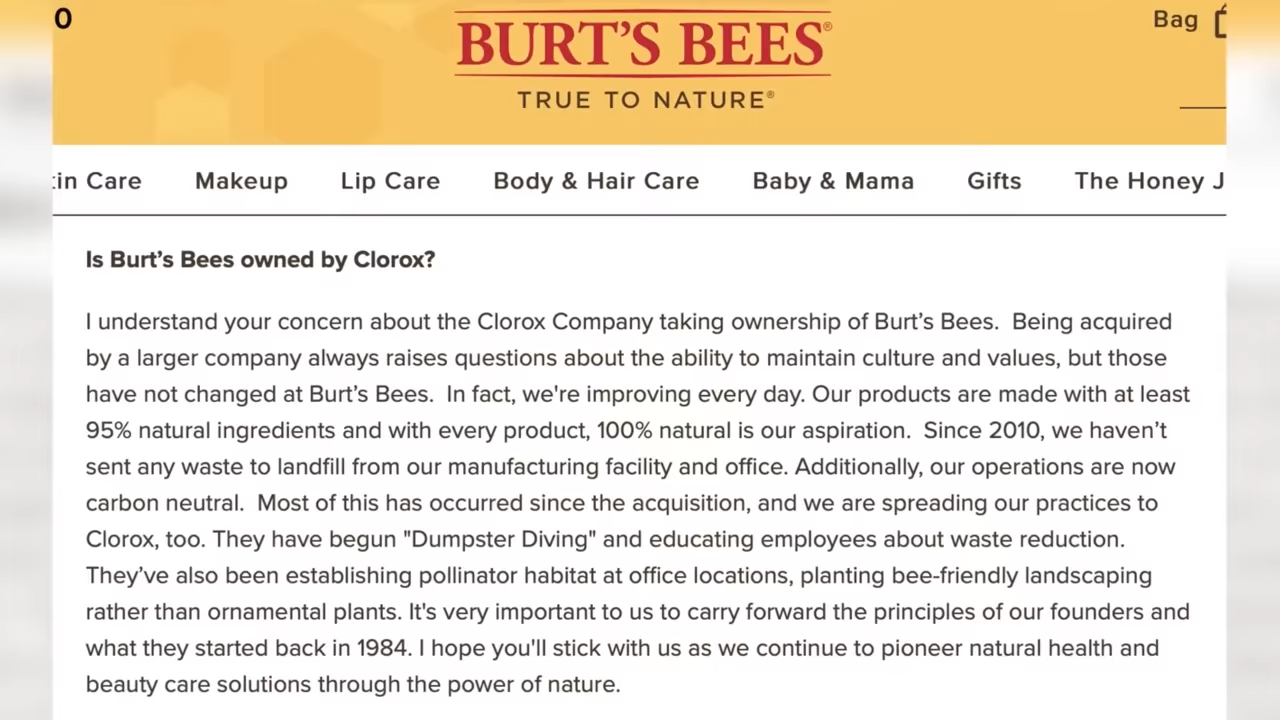 0
BURT'S BEES®
Bag
TRUE TO NATURE®
in Care Makeup Lip Care Body & Hair Care Baby & Mama Gifts The Honey J
Is Burt’s Bees owned by Clorox?
I understand your concern about the Clorox Company taking ownership of Burt’s Bees.  Being acquired
by a larger company always raises questions about the ability to maintain culture and values, but those
have not changed at Burt’s Bees.  In fact, we're improving every day. Our products are made with at least
95% natural ingredients and with every product, 100% natural is our aspiration.  Since 2010, we haven’t
sent any waste to landfill from our manufacturing facility and office. Additionally, our operations are now
carbon neutral.  Most of this has occurred since the acquisition, and we are spreading our practices to
Clorox, too. They have begun "Dumpster Diving" and educating employees about waste reduction.
They’ve also been establishing pollinator habitat at office locations, planting bee-friendly landscaping
rather than ornamental plants. It's very important to us to carry forward the principles of our founders and
what they started back in 1984. I hope you'll stick with us as we continue to pioneer natural health and
beauty care solutions through the power of nature.